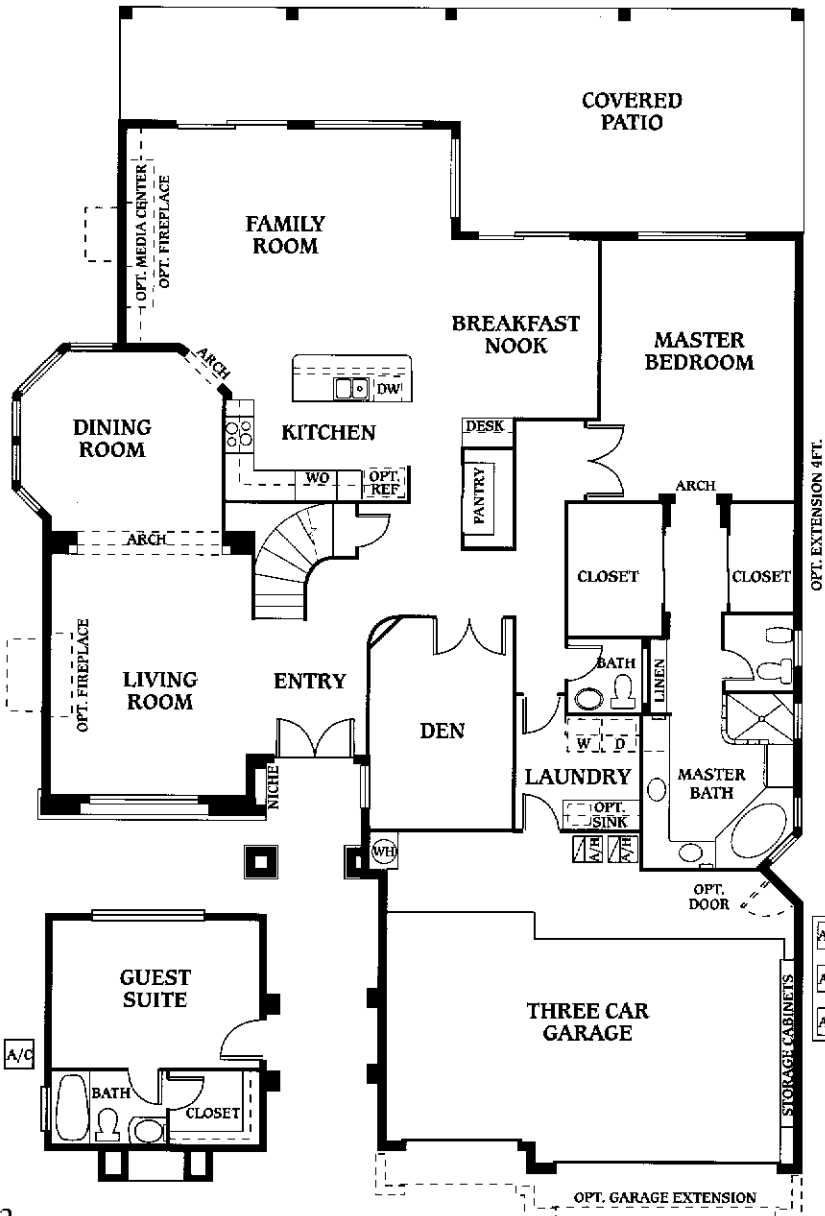 COVERED
PATIO
OPT. MEDIA CENTER
OPT. FIREPLACE
FAMILY
ROOM
BREAKFAST
NOOK
MASTER
BEDROOM
ARCH
DW
DINING
ROOM
KITCHEN
DESK
WO
OPT.
REF
PANTRY
ARCH
OPT. EXTENSION 4FT.
ARCH
CLOSET
CLOSET
OPT. FIREPLACE
LIVING
ROOM
ENTRY
BATH
LINEN
DEN
W
D
LAUNDRY
MASTER
BATH
NICHE
OPT.
SINK
WH
A/H
A/H
OPT.
DOOR
GUEST
SUITE
THREE CAR
GARAGE
STORAGE CABINETS
A/C
A
A
A
BATH
CLOSET
OPT. GARAGE EXTENSION